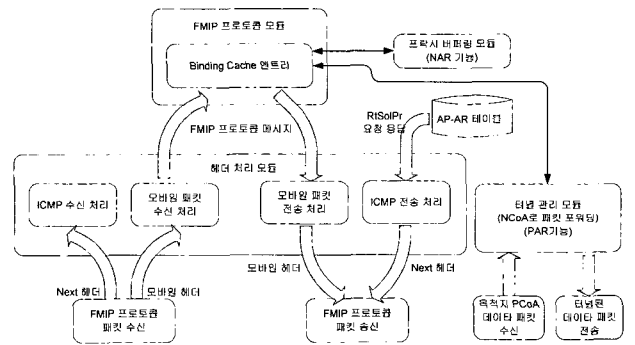 FMIP 프로토콜 모듈
Binding Cache 엔트리
프락시 버퍼링 모듈
(NAR 기능)
FMIP 프로토콜 메시지
RtSolPr
요청 응답
AP-AR 테이블
헤더 처리 모듈
ICMP 수신 처리
모바일 패킷
수신 처리
모바일 패킷
전송 처리
ICMP 전송 처리
터널 관리 모듈
(NCoA로 패킷 포워딩)
(PAR기능)
Next 헤더
모바일 헤더
모바일 헤더
Next 헤더
FMIP 프로토콜
패킷 수신
FMIP 프로토콜
패킷 송신
목적지 PCoA
데이타 패킷
수신
터널된
데이타 패킷
전송